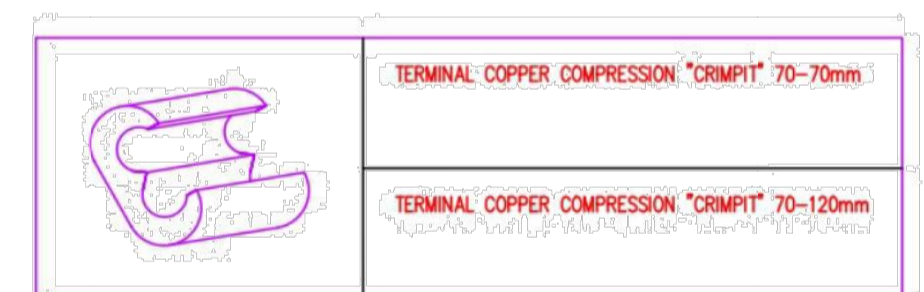 TERMINAL COPPER COMPRESSION "CRIMPIT" 70-70mm
TERMINAL COPPER COMPRESSION "CRIMPIT" 70-120mm